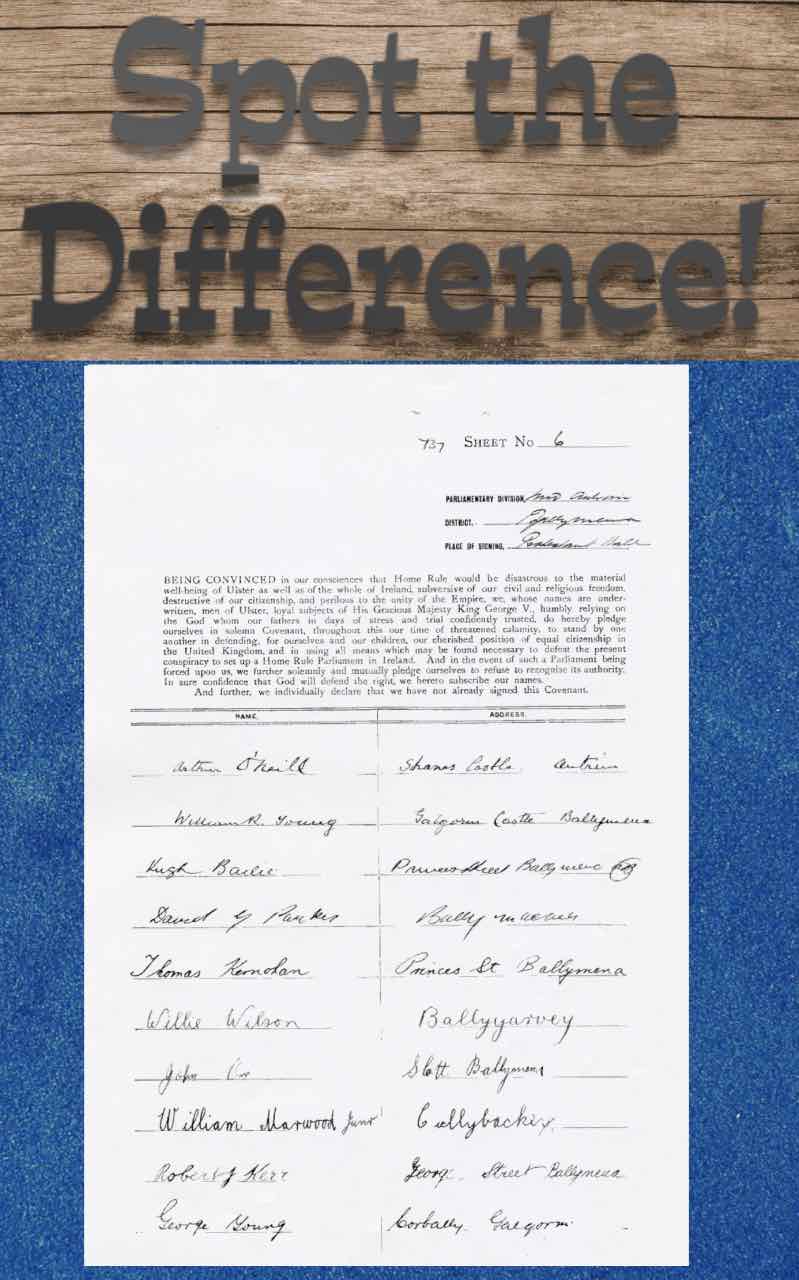 Spot the
Difference!
737 SHEET No 6
PARLIAMENTARY DIVISION, Mid Antrim
DISTRICT. Ballymena
PLACE OF SIGNING, Protestant Hall
BEING CONVINCED in our consciences that Home Rule would be disastrous to the material
well-being of Ulster as well as of the whole of Ireland, subversive of our civil and religious freedom,
destructive of our citizenship, and perilous to the unity of the Empire, we, whose names are under-
written, men of Ulster, loyal subjects of His Gracious Majesty King George V., humbly relying on
the God whom our fathers in days of stress and trial confidently trusted, do hereby pledge
ourselves in solemn Covenant, throughout this our time of threatened calamity, to stand by one
another in defending, for ourselves and our children, our cherished position of equal citizenship in
the United Kingdom, and in using all means which may be found necessary to defeat the present
conspiracy to set up a Home Rule Parliament in Ireland. And in the event of such a Parliament being
forced upon us, we further solemnly and mutually pledge ourselves to refuse to recognise its authority.
In sure confidence that God will defend the right, we hereto subscribe our names.
And further, we individually declare that we have not already signed this Covenant.
NAME. ADDRESS.
Arthur O'Neill Shanes Castle Antrim
William R. Young Galgorm Castle Ballymena
Hugh Bailie Princes Street Ballymena
David Parkes
Thomas Kernohan Princes St Ballymena
Willie Wilson Ballygarvey
John Orr Ballymena
William Marwood Junr Cullybackey
Robert J Kerr George Street Ballymena
George Young Corbally Galgorm